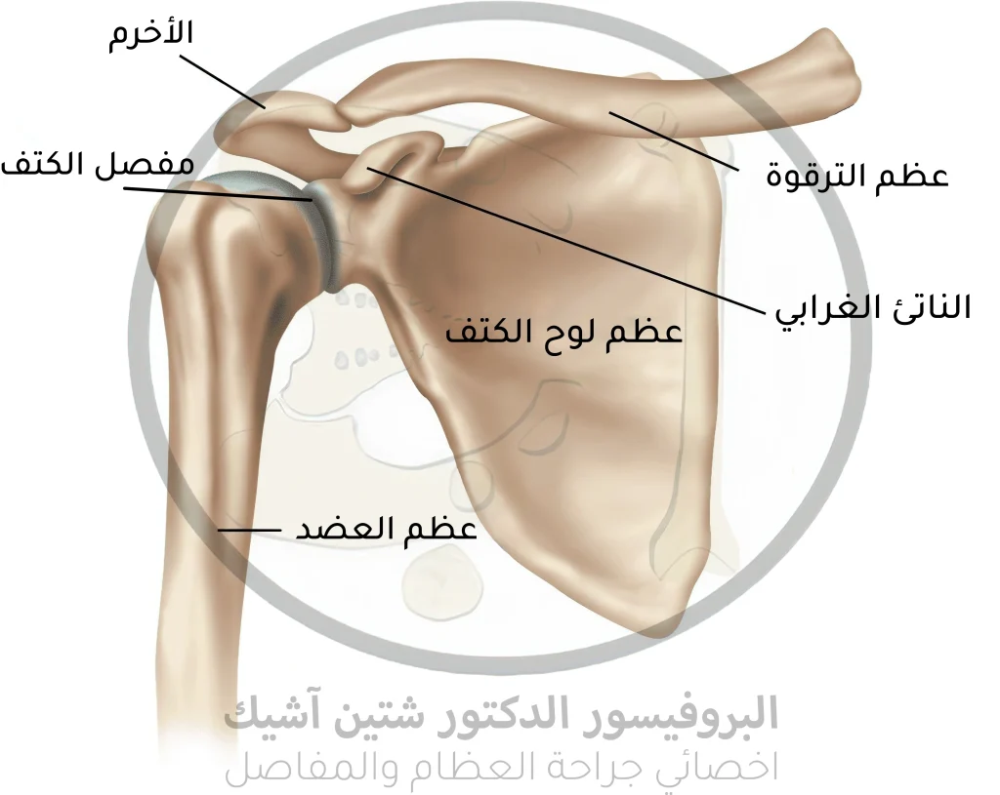 الأخرم
مفصل الكتف
عظم الترقوة
الناتئ الغرابي
عظم لوح الكتف
عظم العضد
البروفيسور الدكتور شتين آشيك
اخصائي جراحة العظام والمفاصل